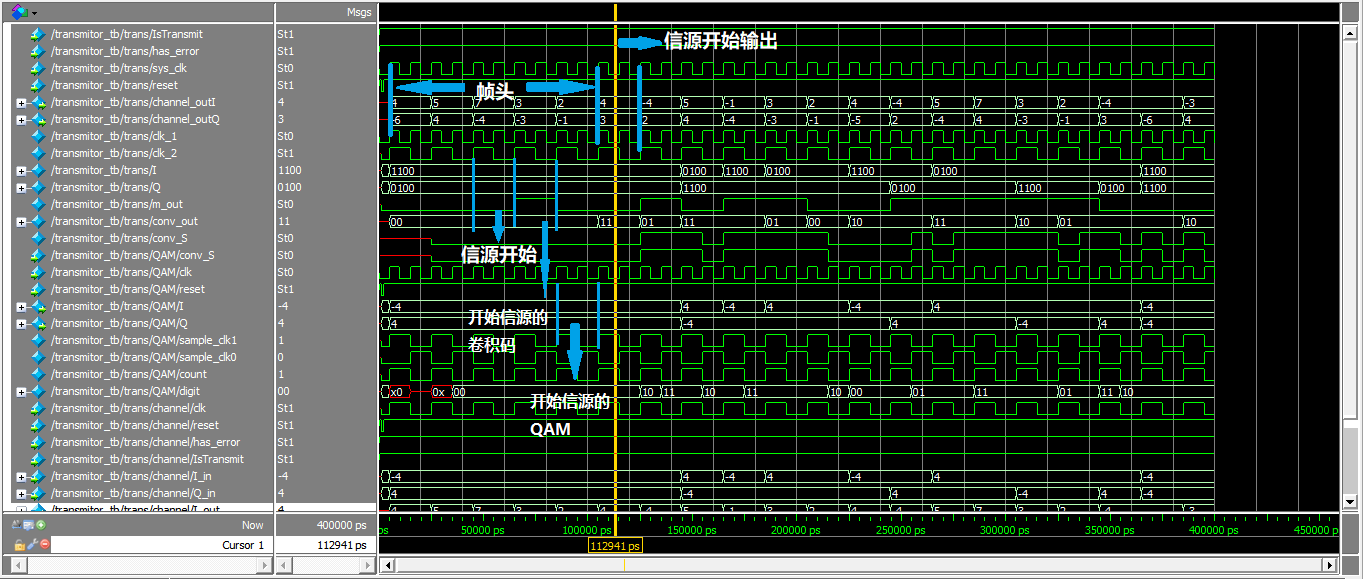 Msgs
/transmitor_tb/trans/IsTransmit St1
/transmitor_tb/trans/has_error St1
/transmitor_tb/trans/sys_clk St0
/transmitor_tb/trans/reset St1
/transmitor_tb/trans/channel_outI 4 4 5 7 3 2 4 -4 5 -1 3 2 4 -4 5 7 3 2 -4 -3
/transmitor_tb/trans/channel_outQ 3 -6 4 -4 -3 -1 3 2 4 -4 -3 -1 -5 2 -4 4 -3 -1 3 -6 4
/transmitor_tb/trans/clk_1 St0
/transmitor_tb/trans/clk_2 St1
/transmitor_tb/trans/I 1100 1100 0100 1100 0100 1100 0100 1100
/transmitor_tb/trans/Q 0100 0100 1100 0100 1100 0100 1100
/transmitor_tb/trans/m_out St0
/transmitor_tb/trans/conv_out 11 00 11 01 11 01 00 10 11 10 01 10
/transmitor_tb/trans/conv_S St0
/transmitor_tb/trans/QAM/conv_S St0
/transmitor_tb/trans/QAM/clk St0
/transmitor_tb/trans/QAM/reset St1
/transmitor_tb/trans/QAM/I -4 -4 4 -4 4 -4 4 -4
/transmitor_tb/trans/QAM/Q 4 4 -4 4 -4 4 -4
/transmitor_tb/trans/QAM/sample_clk1 1
/transmitor_tb/trans/QAM/sample_clk0 0
/transmitor_tb/trans/QAM/count 1
/transmitor_tb/trans/QAM/digit 00 x0 0x 00 10 11 10 11 10 00 01 11 01 11 10
/transmitor_tb/trans/channel/clk St1
/transmitor_tb/trans/channel/reset St1
/transmitor_tb/trans/channel/has_error St1
/transmitor_tb/trans/channel/IsTransmit St1
/transmitor_tb/trans/channel/I_in -4 -4 4 -4 4 -4 4 -4
/transmitor_tb/trans/channel/Q_in 4 4 -4 4 -4 4 -4
信源开始输出
帧头
信源开始
开始信源的
卷积码
开始信源的
QAM
Now 400000 ps
Cursor 1 112941 ps
ps 50000 ps 100000 ps 150000 ps 200000 ps 250000 ps 300000 ps 350000 ps 400000 ps 450000 p
112941 ps